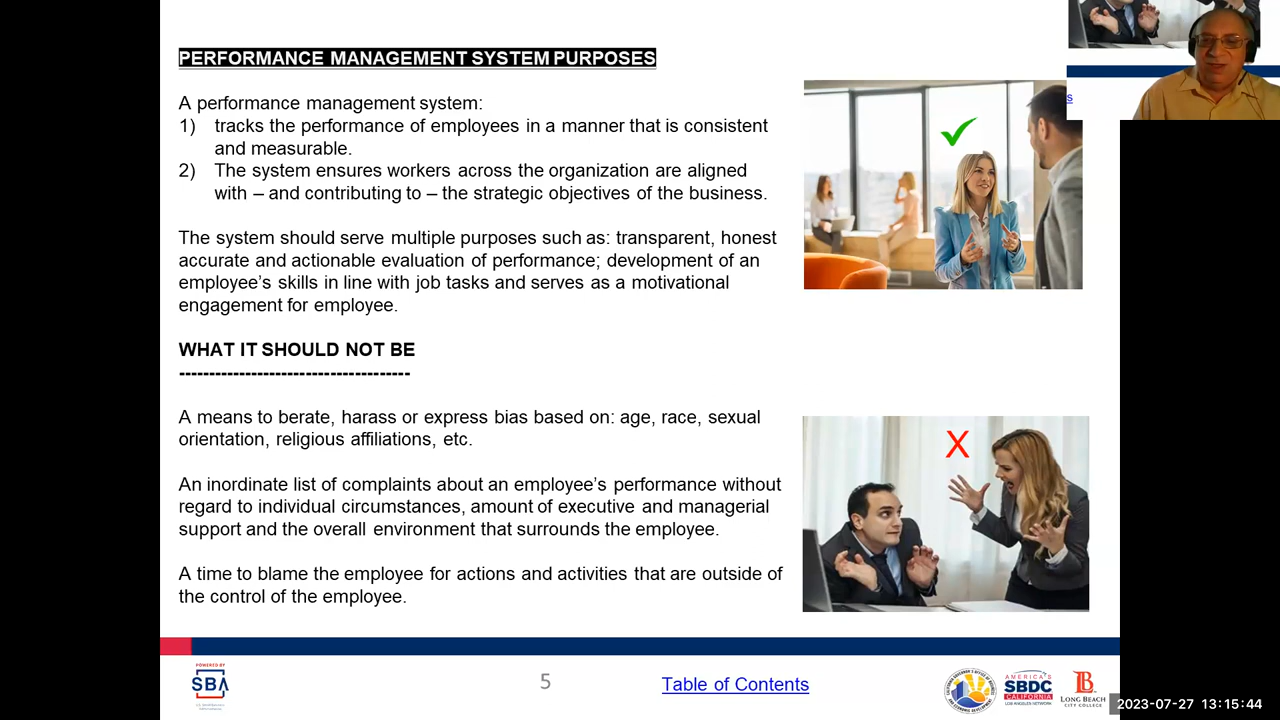 PERFORMANCE MANAGEMENT SYSTEM PURPOSES
A performance management system:
1) tracks the performance of employees in a manner that is consistent
and measurable.
2) The system ensures workers across the organization are aligned
with – and contributing to – the strategic objectives of the business.
The system should serve multiple purposes such as: transparent, honest
accurate and actionable evaluation of performance; development of an
employee's skills in line with job tasks and serves as a motivational
engagement for employee.
WHAT IT SHOULD NOT BE
---------------------------------------
A means to berate, harass or express bias based on: age, race, sexual
orientation, religious affiliations, etc.
An inordinate list of complaints about an employee's performance without
regard to individual circumstances, amount of executive and managerial
support and the overall environment that surrounds the employee.
A time to blame the employee for actions and activities that are outside of
the control of the employee.
X
s
POWERED BY
SBA
5
Table of Contents
AMERICA'S
SBDC
CALIFORNIA
LOS ANGELES NETWORK
LONG BEACH
CITY COLLEGE
2023-07-27 13:15:44